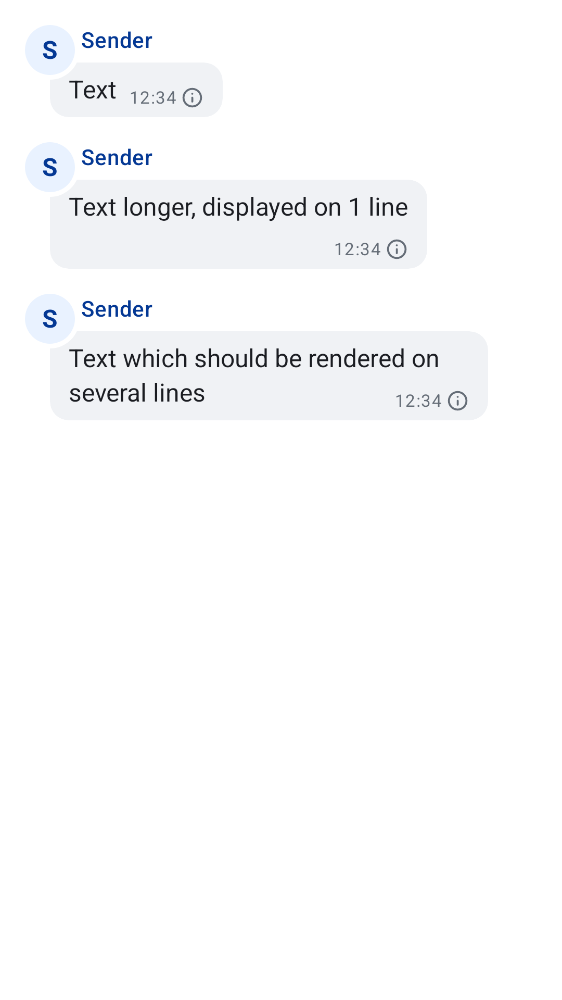 S
Sender
Text 12:34
S
Sender
Text longer, displayed on 1 line
12:34
S
Sender
Text which should be rendered on
several lines 12:34